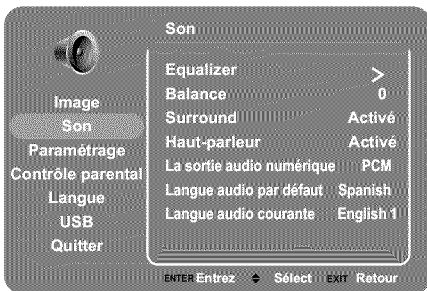 Son
Image
Son
Paramétrage
Contrôle parental
Langue
USB
Quitter
Equalizer >
Balance 0
Surround Activé
Haut-parleur Activé
La sortie audio numérique PCM
Langue audio par défaut Spanish
Langue audio courante English 1
ENTER Entrez Sélect EXIT Retour